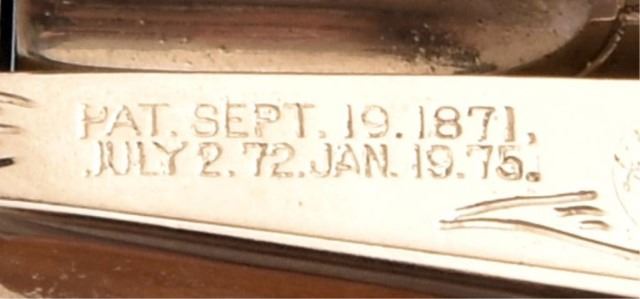 PAT. SEPT. 19. 1871,
JULY 2. 72. JAN. 19. 75.